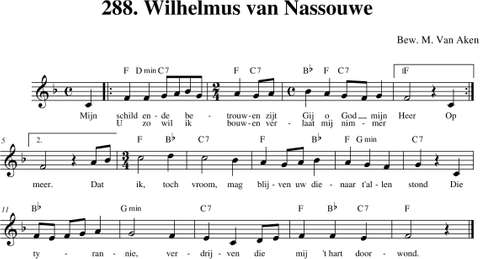 288. Wilhelmus van Nassouwe
Bew. M. Van Aken
F Dmin C7 F C7 B♭ F C7 1.F
Mijn schild en-de be- trouw-en zijt Gij o God__ mijn Heer Op
U zo wil ik bouw-en ver- laat mij nim- mer
5 2. F B♭ C7 F B♭ F Gmin C7
meer. Dat ik, toch vroom, mag blij-ven uw die- naar t'al-len stond Die
11 B♭ Gmin C7 B♭ C7 F
ty- ran- nie, ver- drij- ven die mij 't hart door- wond.